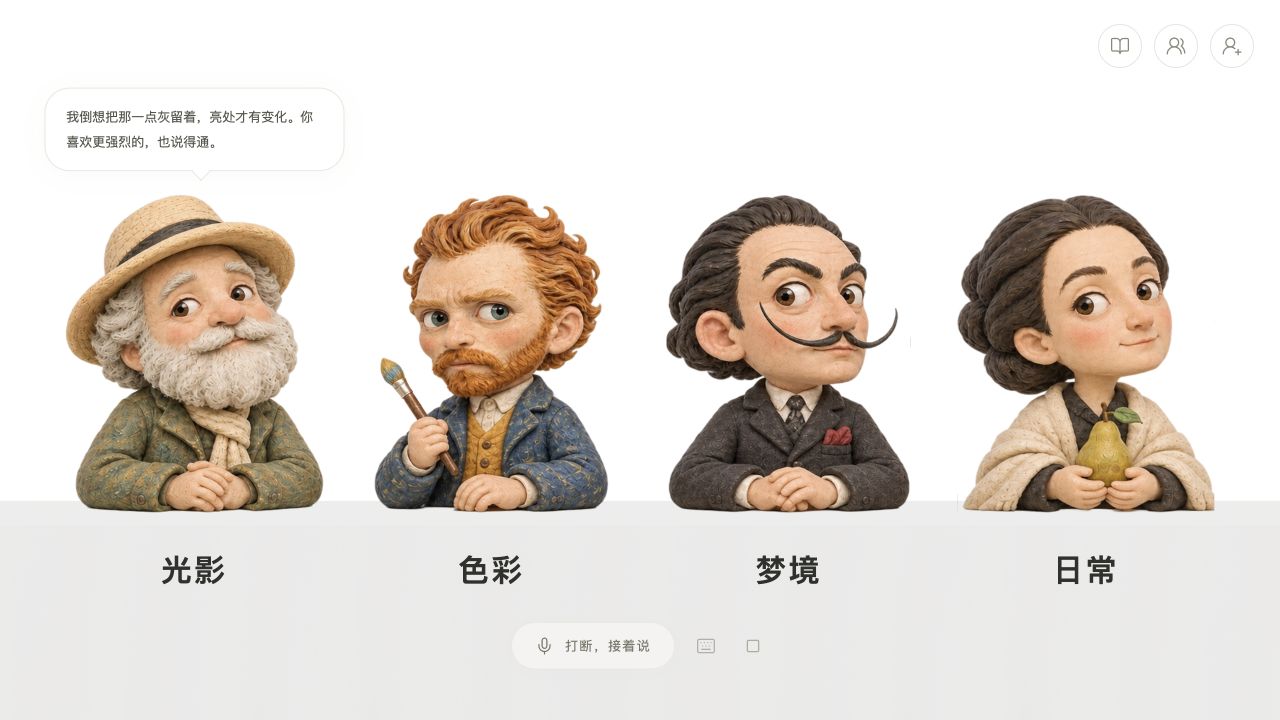 我倒想把那一点灰留着，亮处才有变化。你
喜欢更强烈的，也说得通。
光影
色彩
梦境
日常
打断，接着说